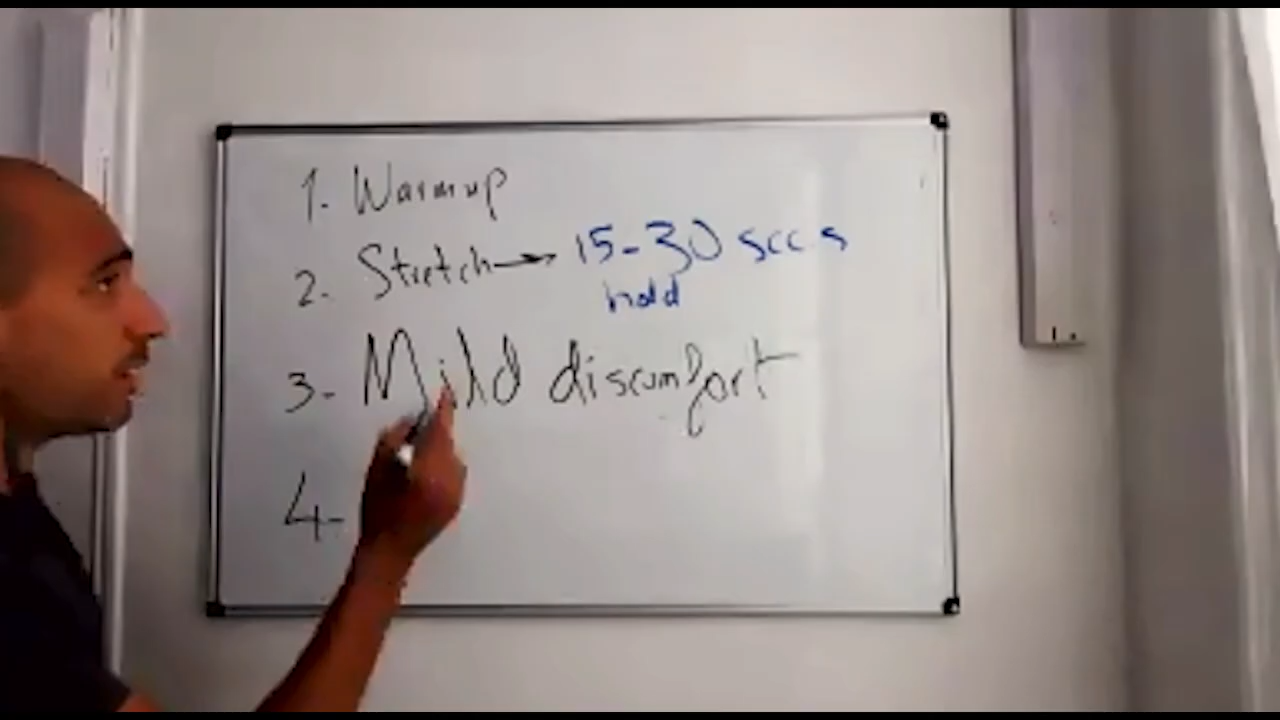 1. Warmup
2. Stretch → 15-30 secs
hold
3- Mild discomfort
4-